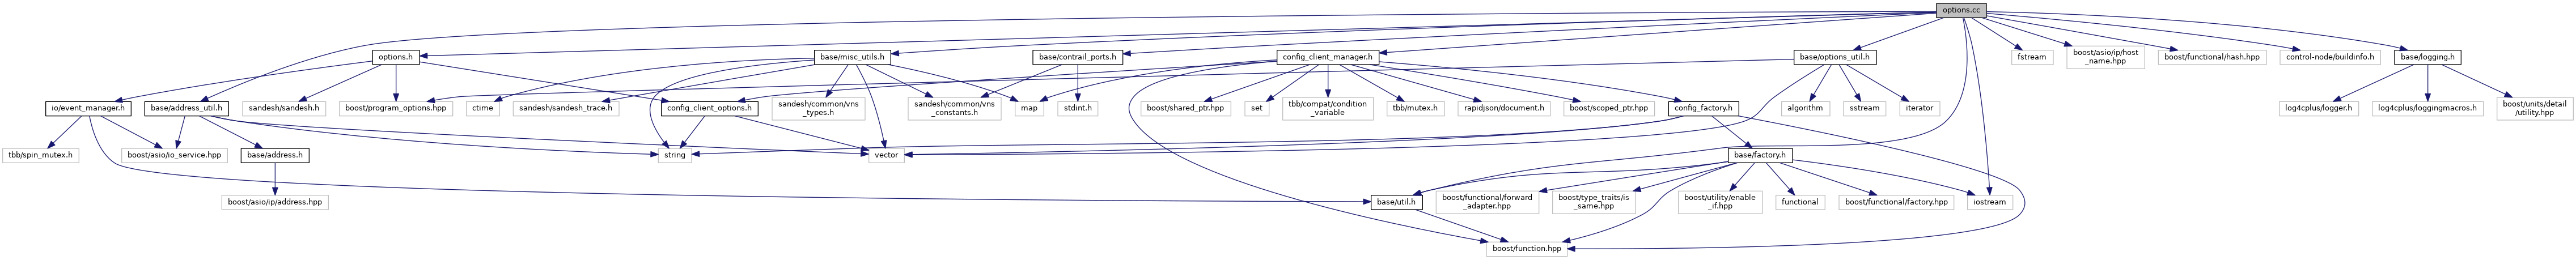 options.cc
options.h
base/misc_utils.h
base/contrail_ports.h
config_client_manager.h
base/options_util.h
fstream
boost/asio/ip/host
_name.hpp
boost/functional/hash.hpp
control-node/buildinfo.h
base/logging.h
io/event_manager.h
base/address_util.h
sandesh/sandesh.h
boost/program_options.hpp
ctime
sandesh/sandesh_trace.h
config_client_options.h
sandesh/common/vns
_types.h
sandesh/common/vns
_constants.h
map
stdint.h
boost/shared_ptr.hpp
set
tbb/compat/condition
_variable
tbb/mutex.h
rapidjson/document.h
boost/scoped_ptr.hpp
config_factory.h
algorithm
sstream
iterator
log4cplus/logger.h
log4cplus/loggingmacros.h
boost/units/detail
/utility.hpp
tbb/spin_mutex.h
boost/asio/io_service.hpp
base/address.h
string
vector
base/factory.h
boost/asio/ip/address.hpp
base/util.h
boost/functional/forward
_adapter.hpp
boost/type_traits/is
_same.hpp
boost/utility/enable
_if.hpp
functional
boost/functional/factory.hpp
iostream
boost/function.hpp